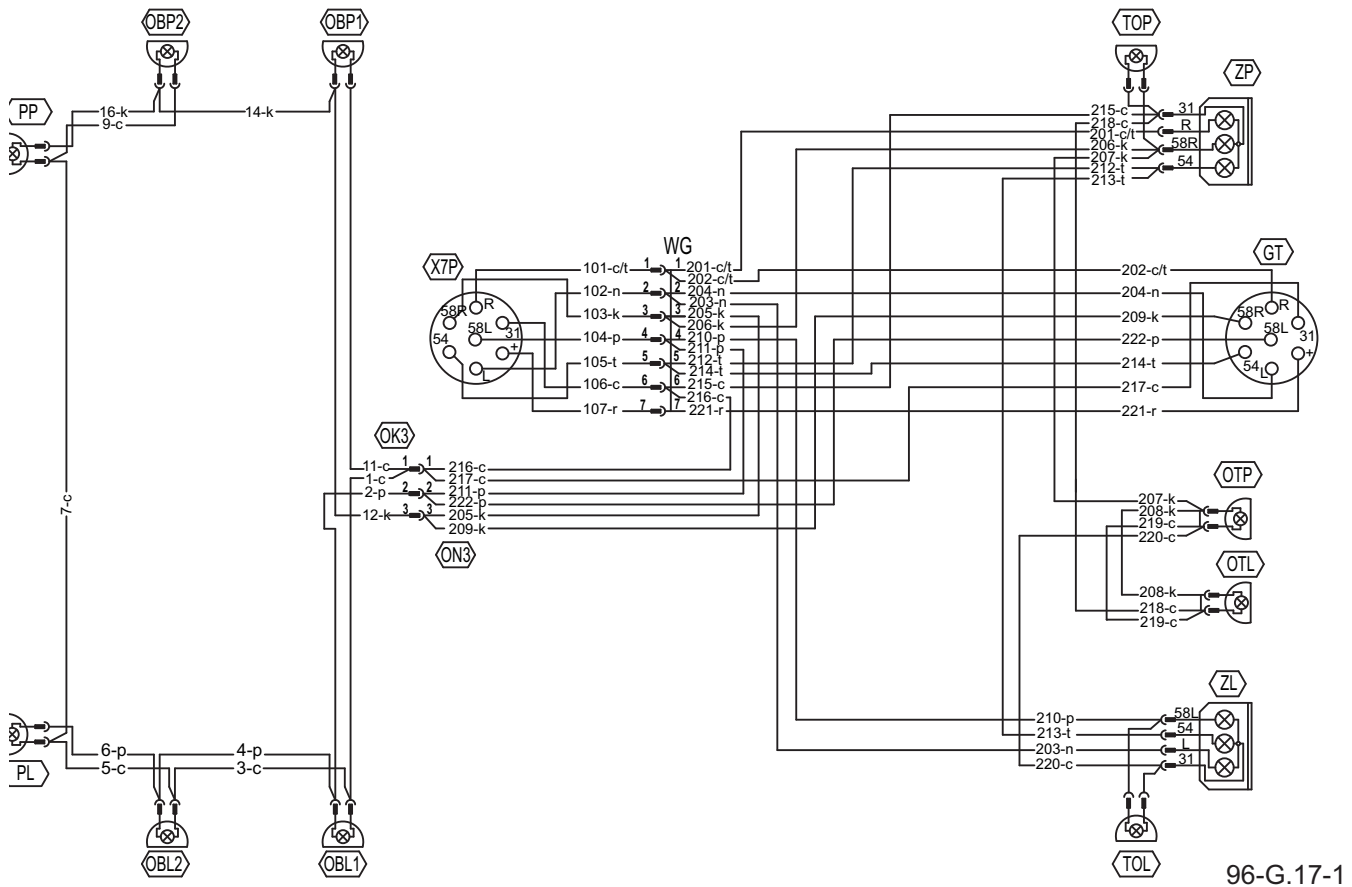 OBP2
OBP1
TOP
ZP
PP
16-k
9-c
14-k
215-c
31
218-c
R
201-c/t
206-k
58R
207-k
212-t
54
213-t
WG
X7P
GT
101-c/t
1
1
201-c/t
202-c/t
202-c/t
102-n
2
2
204-n
204-n
203-n
58R
R
103-k
3
3
205-k
209-k
58R
R
206-k
58L
31
104-p
4
4
210-p
222-p
58L
31
211-p
54
+
105-t
5
5
212-t
214-t
+
214-t
54
L
L
106-c
6
6
215-c
217-c
216-c
107-r
7
7
221-r
221-r
OK3
11-c
1
1
216-c
1-c
217-c
2-p
2
2
211-p
222-p
12-k
3
3
205-k
209-k
ON3
7-c
OTP
207-k
208-k
219-c
220-c
OTL
208-k
218-c
219-c
ZL
210-p
58L
213-t
54
203-n
L
220-c
31
6-p
4-p
5-c
3-c
PL
OBL2
OBL1
TOL
96-G.17-1